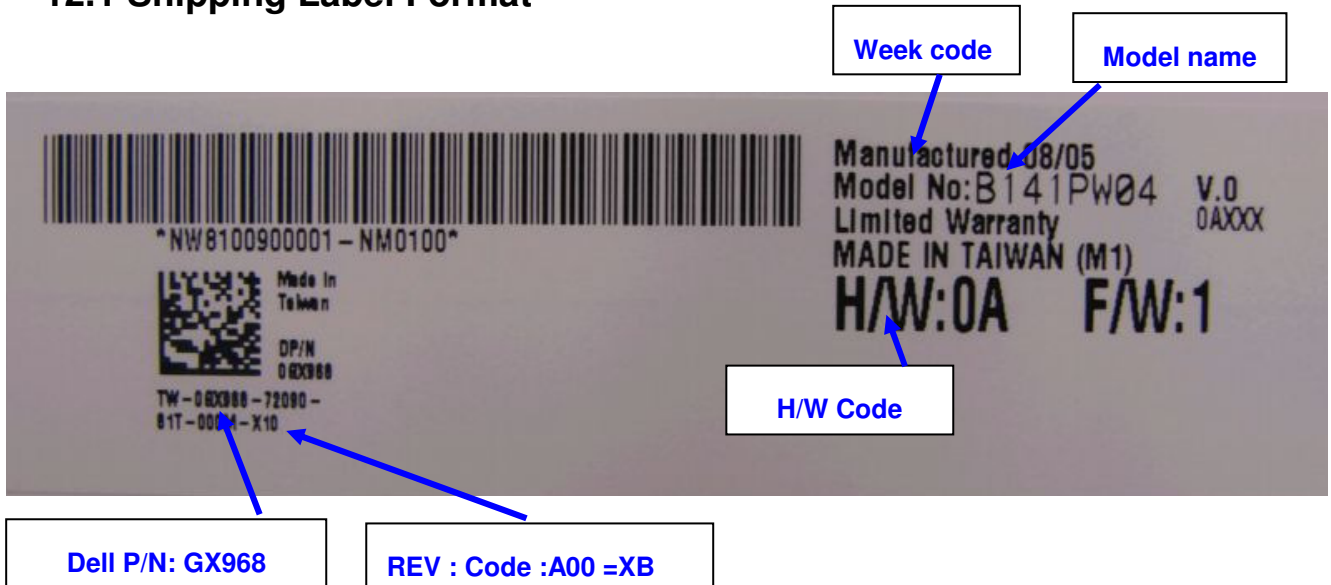 12.1 Shipping Label Format
Week code
Model name
*NW8100900001-NM0100*
Made in
Taiwan
DP/N
0GX968
TW-0GX968-72090-
81T- -X10
Manufactured 08/05
Model No:B141PW04 V.0
0AXXX
Limited Warranty
MADE IN TAIWAN (M1)
H/W:0A F/W:1
H/W Code
Dell P/N: GX968
REV : Code :A00 =XB